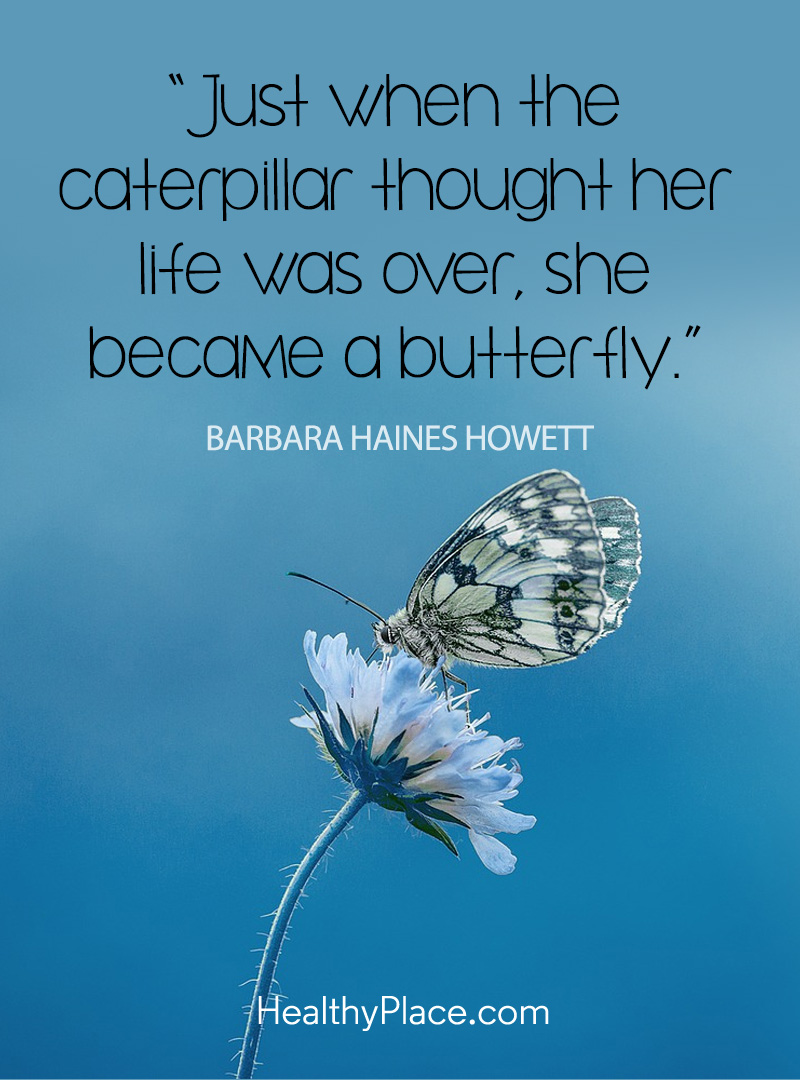 “Just when the
caterpillar thought her
life was over, she
became a butterfly.”
BARBARA HAINES HOWETT
HealthyPlace.com